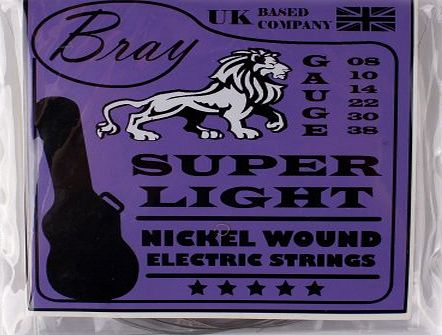 Bray
UK BASED COMPANY
GAUGE
08
10
14
22
30
38
SUPER
LIGHT
NICKEL WOUND
ELECTRIC STRINGS